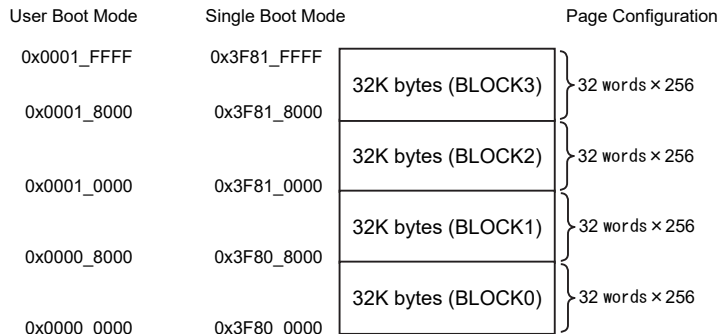 User Boot Mode Single Boot Mode Page Configuration
0x0001_FFFF 0x3F81_FFFF
32K bytes (BLOCK3) 32 words×256
0x0001_8000 0x3F81_8000
32K bytes (BLOCK2) 32 words×256
0x0001_0000 0x3F81_0000
32K bytes (BLOCK1) 32 words×256
0x0000_8000 0x3F80_8000
32K bytes (BLOCK0) 32 words×256
0x0000_0000 0x3F80_0000